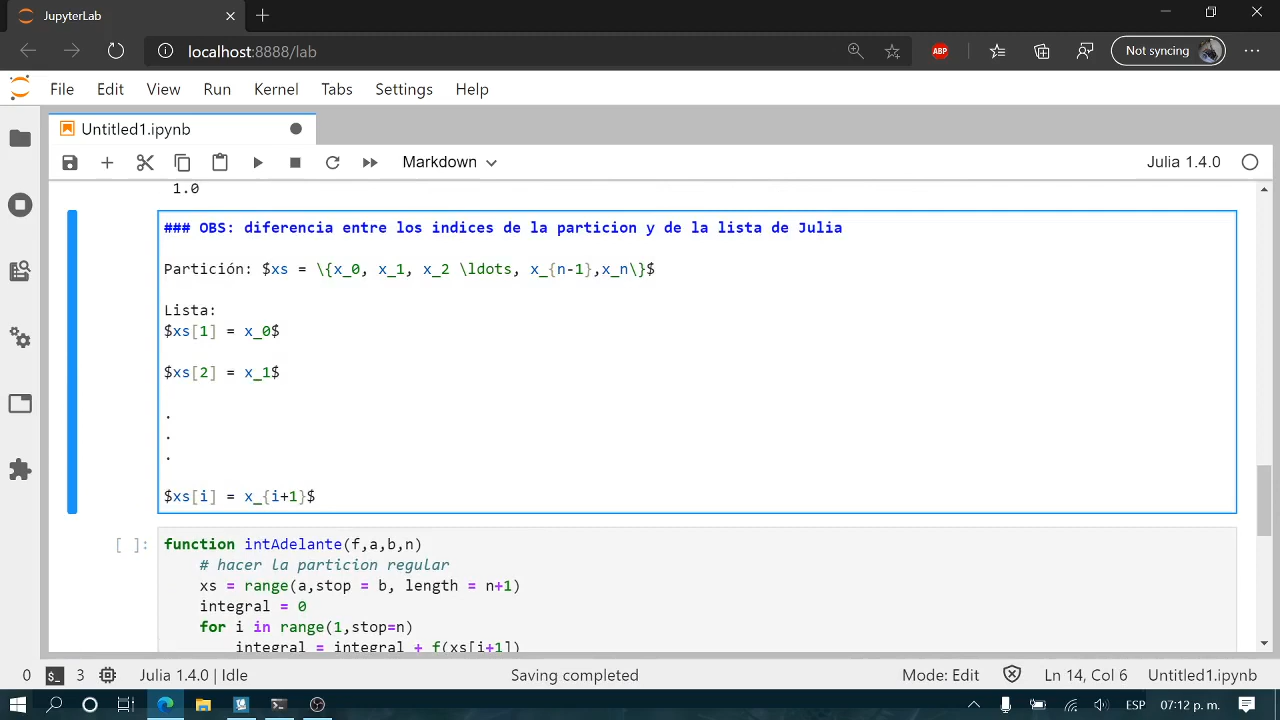 JupyterLab
localhost:8888/lab
ABP
Not syncing
File Edit View Run Kernel Tabs Settings Help
Untitled1.ipynb
Markdown
Julia 1.4.0
1.0
### OBS: diferencia entre los indices de la particion y de la lista de Julia
Partición: $xs = \{x_0, x_1, x_2 \ldots, x_{n-1},x_n\}$
Lista:
$xs[1] = x_0$
$xs[2] = x_1$
.
.
.
$xs[i] = x_{i+1}$
[ ]:
function intAdelante(f,a,b,n)
# hacer la particion regular
xs = range(a,stop = b, length = n+1)
integral = 0
for i in range(1,stop=n)
integral = integral + f(xs[i+1])
0 $_ 3 Julia 1.4.0 | Idle Saving completed Mode: Edit Ln 14, Col 6 Untitled1.ipynb
ESP 07:12 p. m.